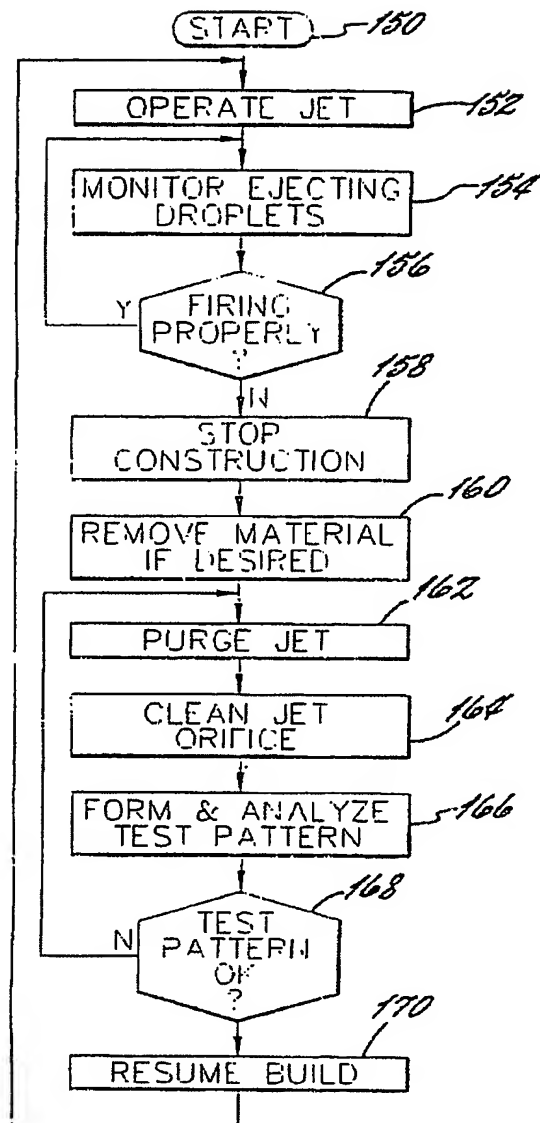 START
150
OPERATE JET
152
MONITOR EJECTING
DROPLETS
154
156
Y
FIRING
PROPERLY
?
N
158
STOP
CONSTRUCTION
160
REMOVE MATERIAL
IF DESIRED
162
PURGE JET
CLEAN JET
ORIFICE
164
FORM & ANALYZE
TEST PATTERN
166
168
N
TEST
PATTERN
OK
?
170
RESUME BUILD